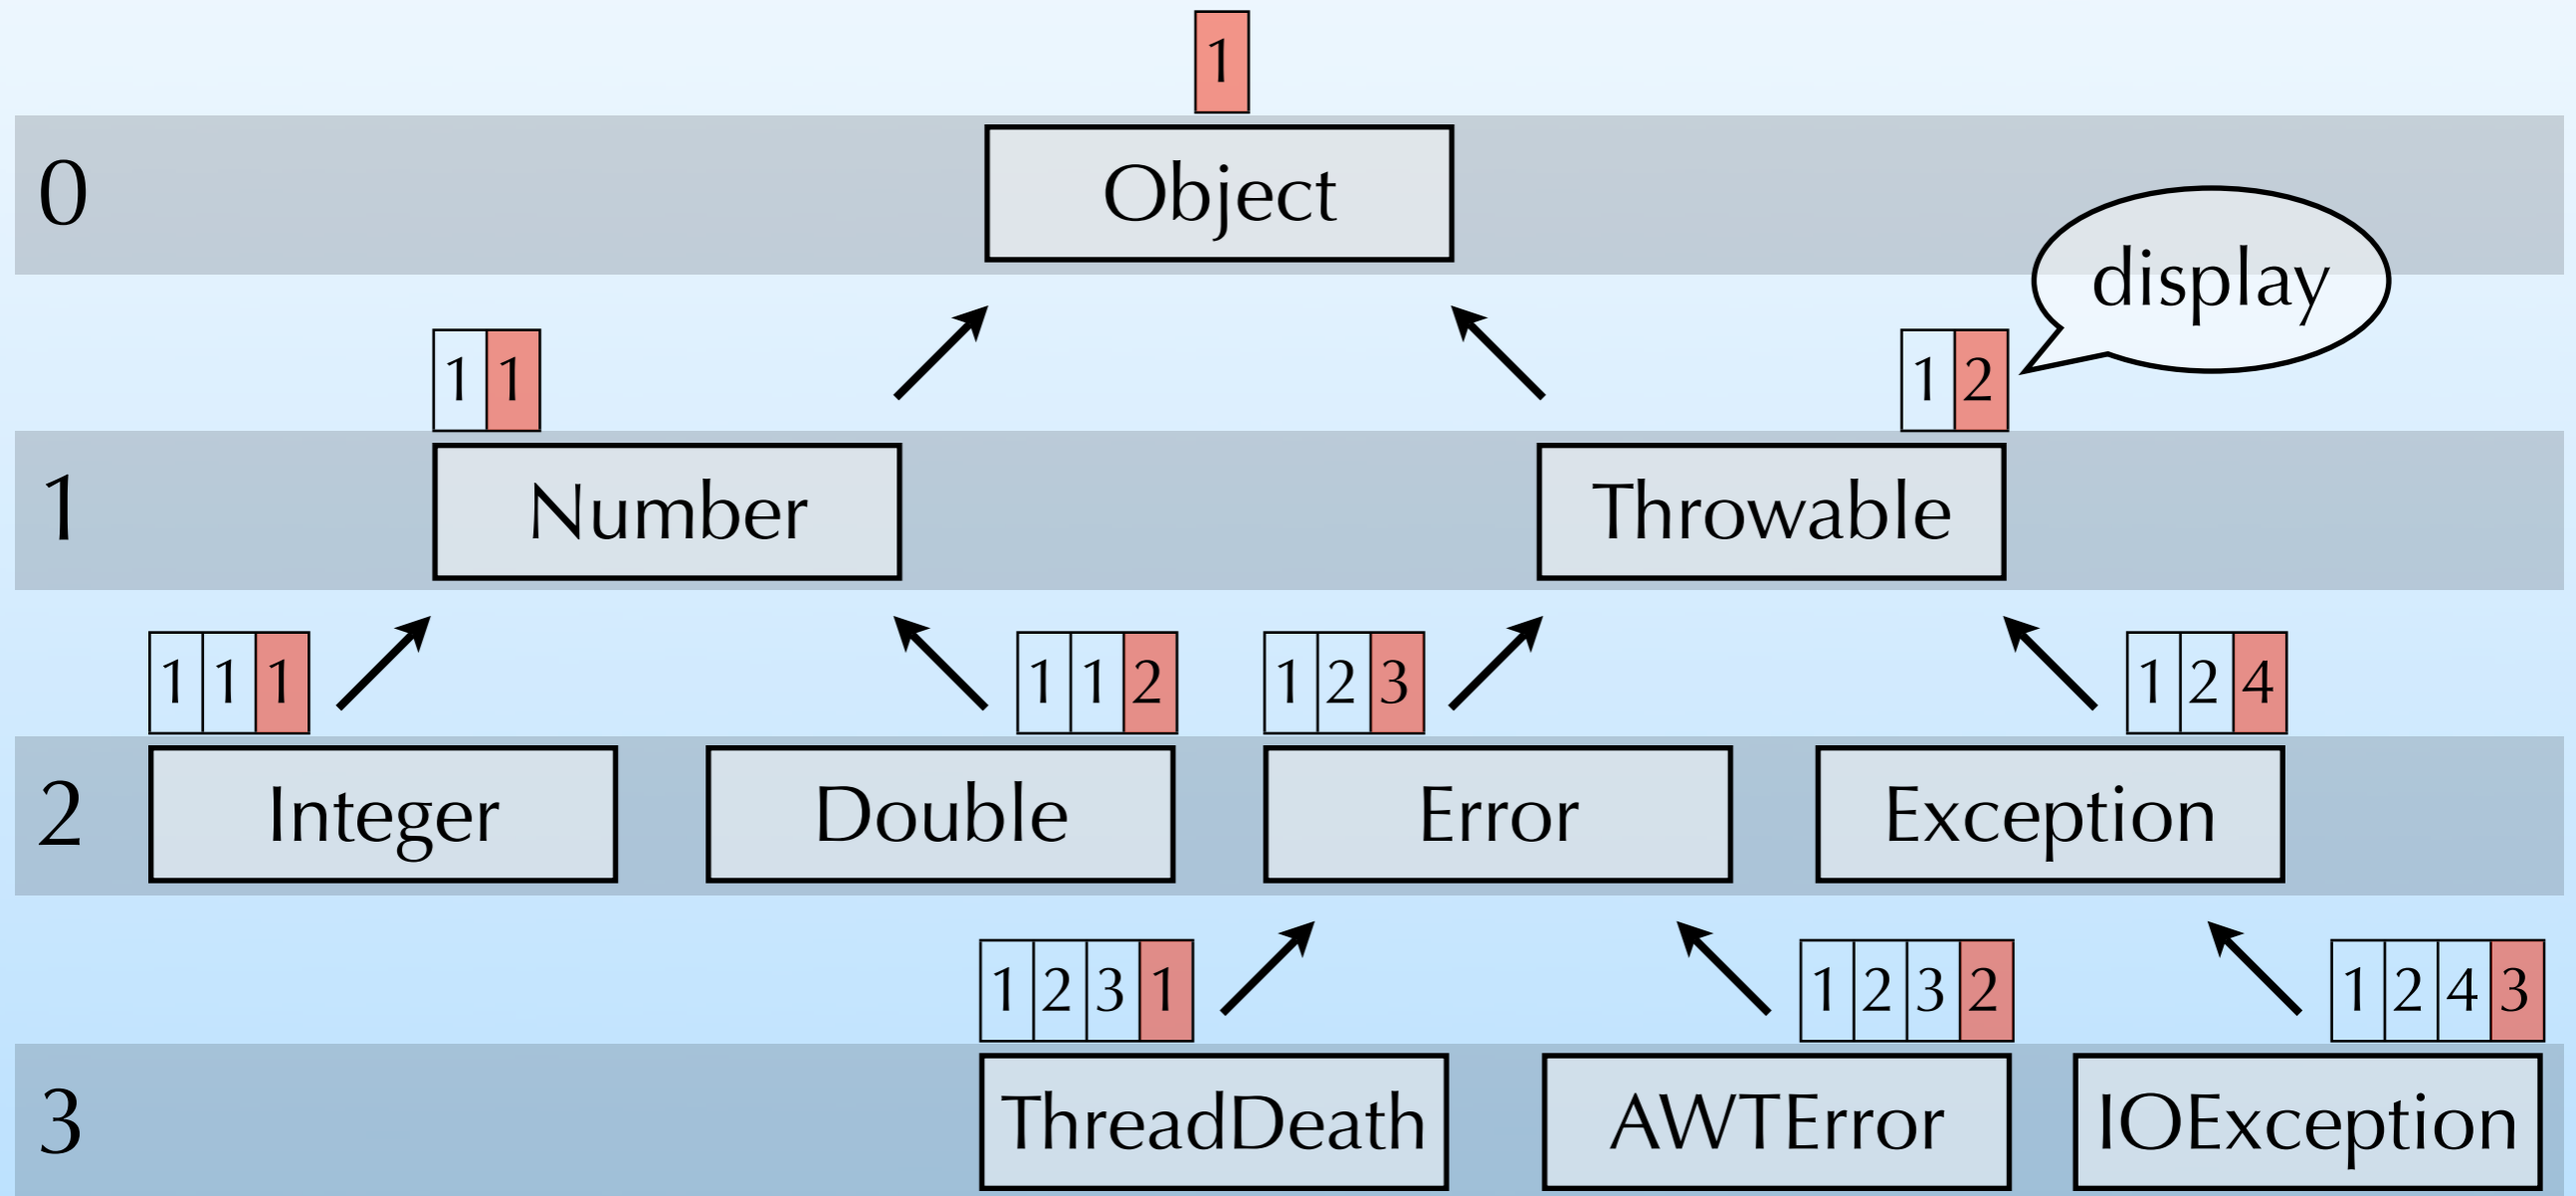 1
0
Object
display
1 1
1 2
1
Number
Throwable
1 1 1
1 1 2
1 2 3
1 2 4
2
Integer
Double
Error
Exception
1 2 3 1
1 2 3 2
1 2 4 3
3
ThreadDeath
AWTError
IOException